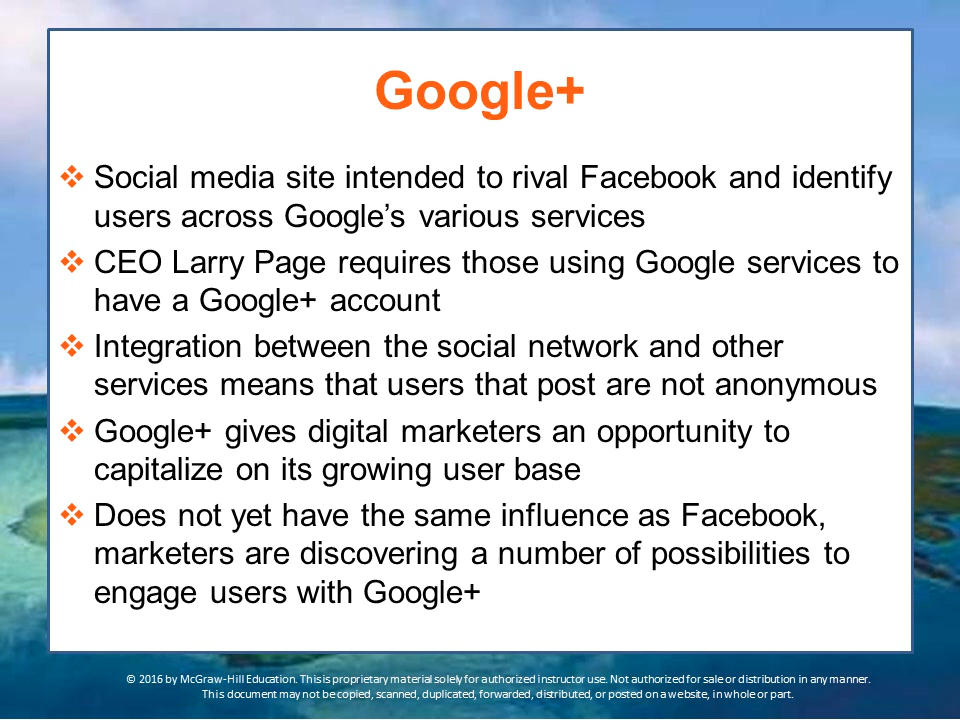 Google+
❖ Social media site intended to rival Facebook and identify
users across Google’s various services
❖ CEO Larry Page requires those using Google services to
have a Google+ account
❖ Integration between the social network and other
services means that users that post are not anonymous
❖ Google+ gives digital marketers an opportunity to
capitalize on its growing user base
❖ Does not yet have the same influence as Facebook,
marketers are discovering a number of possibilities to
engage users with Google+
© 2016 by McGraw-Hill Education. This is proprietary material solely for authorized instructor use. Not authorized for sale or distribution in any manner.
This document may not be copied, scanned, duplicated, forwarded, distributed, or posted on a website, in whole or part.